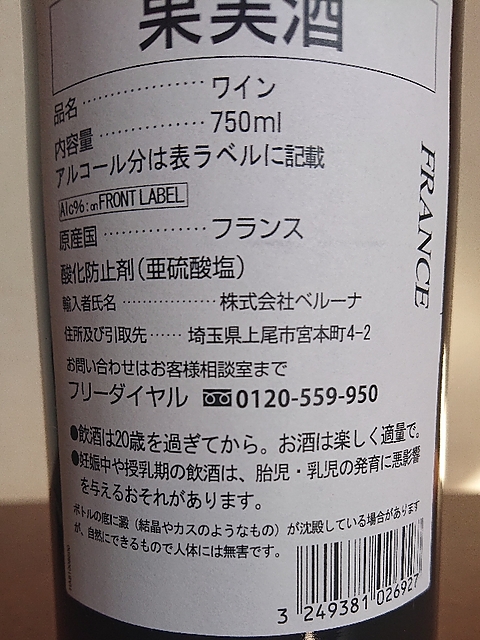 果実酒
品名 ……………… ワイン
内容量 …………… 750ml
アルコール分は表ラベルに記載
Alc%: on FRONT LABEL
原産国 …………… フランス
酸化防止剤(亜硫酸塩)
輸入者氏名 …………… 株式会社ベルーナ
住所及び引取先 …… 埼玉県上尾市宮本町4-2
お問い合わせはお客様相談室まで
フリーダイヤル 0120-559-950
●飲酒は20歳を過ぎてから。お酒は楽しく適量で。
●妊娠中や授乳期の飲酒は、胎児・乳児の発育に悪影響
を与えるおそれがあります。
ボトルの底に澱(結晶やカスのようなもの)が沈殿している場合があります
が、自然にできるもので人体には無害です。
3 249381 026927
FRANCE